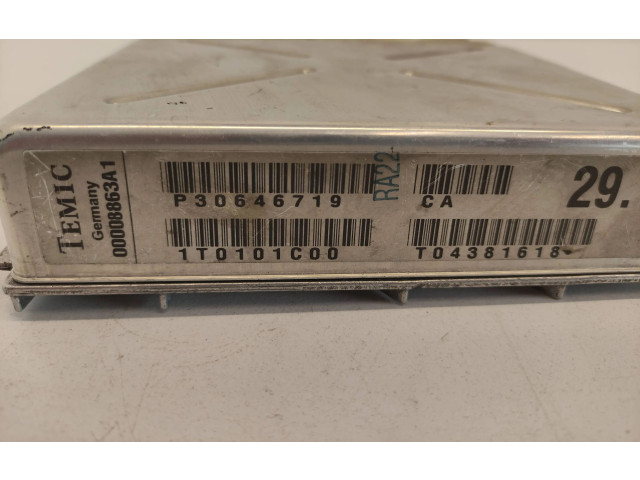 TEMIC
Germany
00008863A1
P30646719
RA22
CA
29.
1T0101C00
T04381618